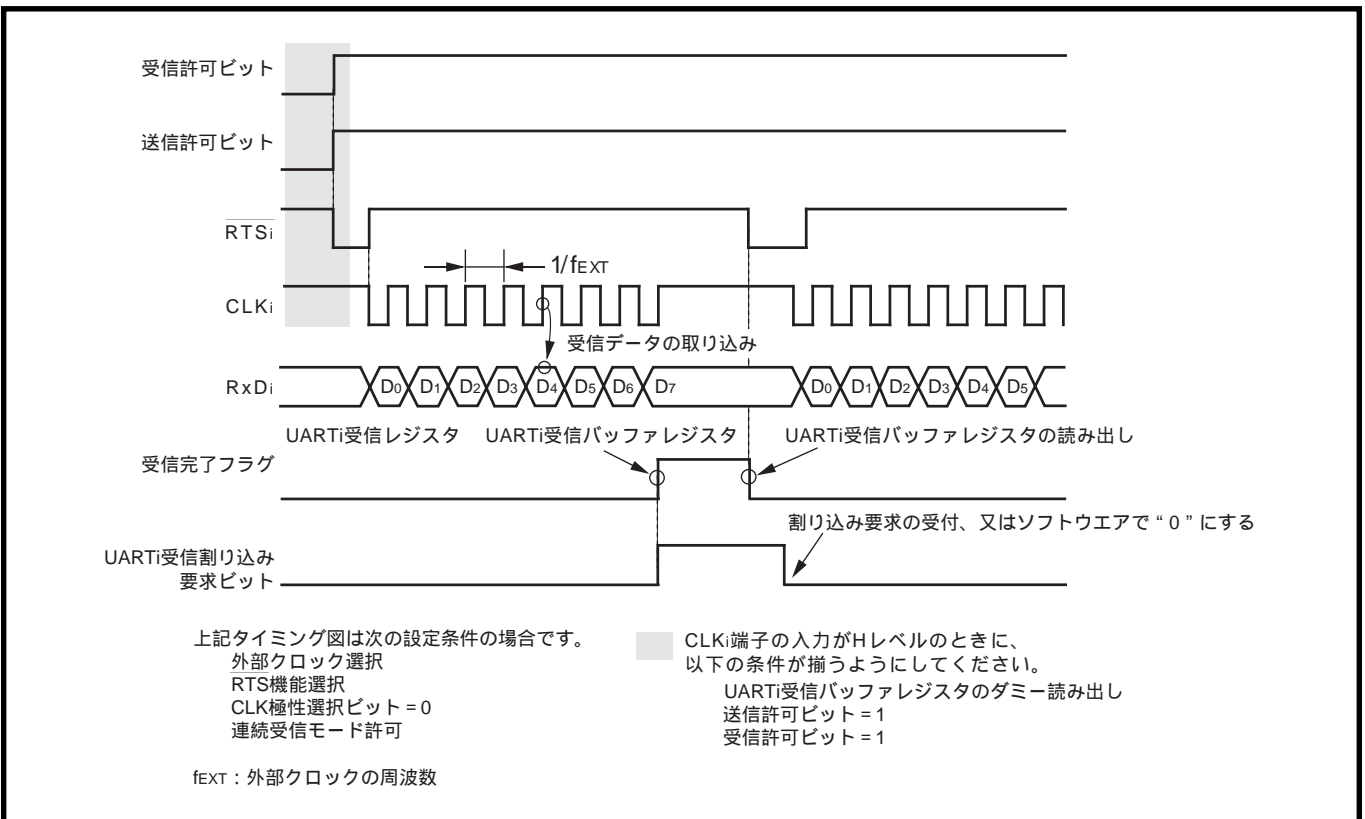 受信許可ビット
送信許可ビット
RTSi
1/fEXT
CLKi
受信データの取り込み
RxDi
D0 D1 D2 D3 D4 D5 D6 D7 D0 D1 D2 D3 D4 D5
UARTi受信レジスタ UARTi受信バッファレジスタ UARTi受信バッファレジスタの読み出し
受信完了フラグ
割り込み要求の受付、又はソフトウエアで“0”にする
UARTi受信割り込み
要求ビット
上記タイミング図は次の設定条件の場合です。
外部クロック選択
RTS機能選択
CLK極性選択ビット=0
連続受信モード許可
fEXT：外部クロックの周波数
CLKi端子の入力がHレベルのときに、
以下の条件が揃うようにしてください。
UARTi受信バッファレジスタのダミー読み出し
送信許可ビット=1
受信許可ビット=1